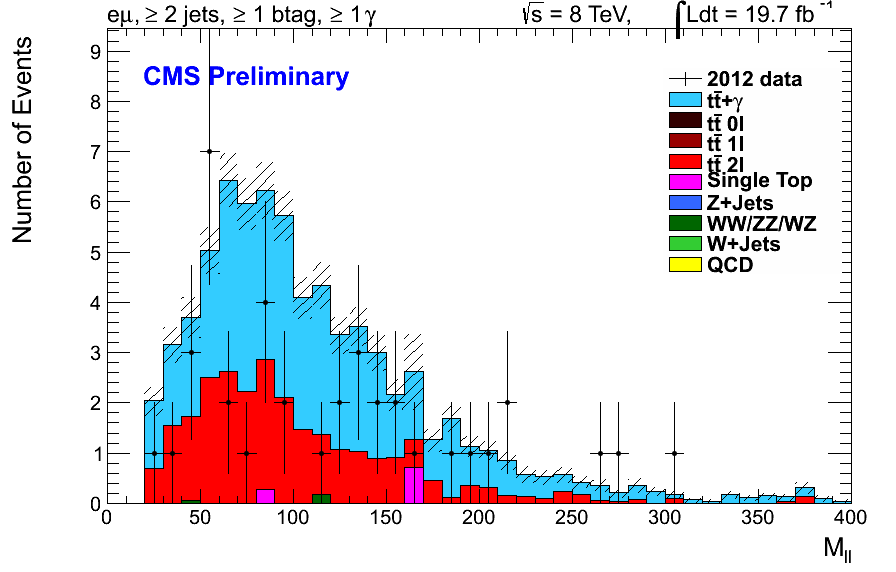 eμ, ≥ 2 jets, ≥ 1 btag, ≥ 1 γ √s = 8 TeV, ∫Ldt = 19.7 fb⁻¹
CMS Preliminary
Number of Events
2012 data
tt̄+γ
tt̄ 0l
tt̄ 1l
tt̄ 2l
Single Top
Z+Jets
WW/ZZ/WZ
W+Jets
QCD
9
8
7
6
5
4
3
2
1
0
0 50 100 150 200 250 300 350 400
M_ll